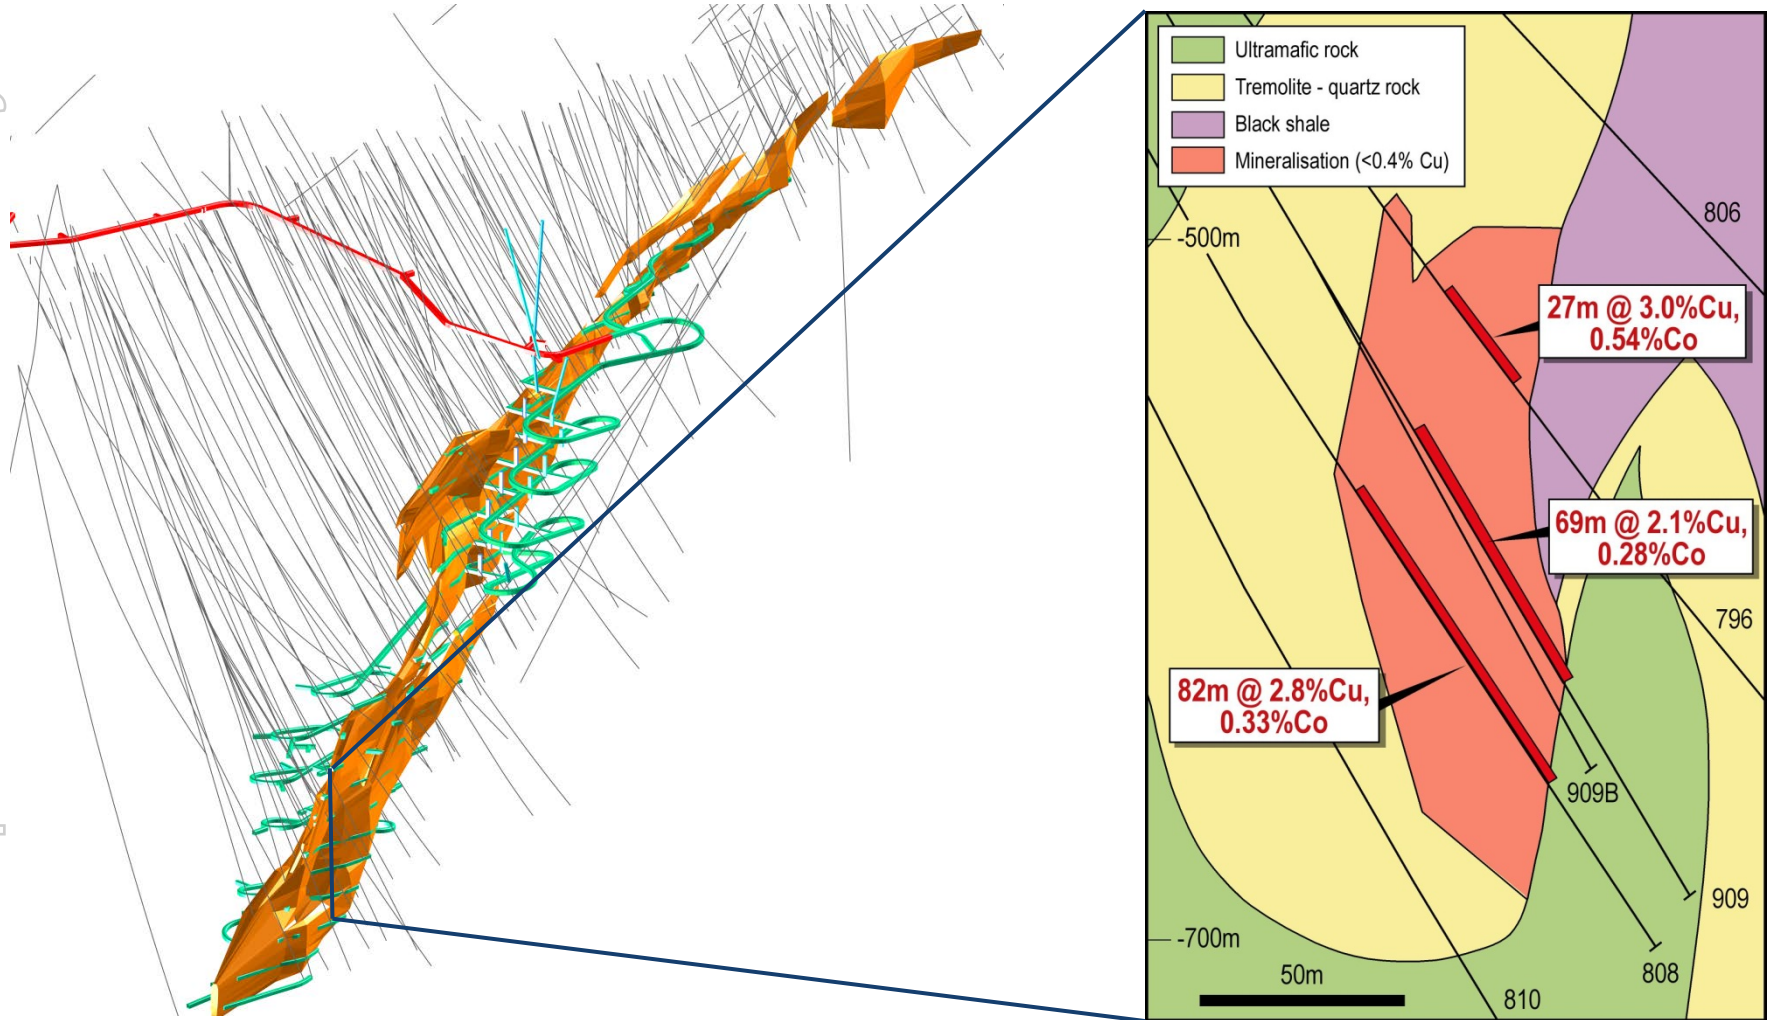 Ultramafic rock
Tremolite - quartz rock
Black shale
Mineralisation (<0.4% Cu)
806
-500m
27m @ 3.0%Cu,
0.54%Co
69m @ 2.1%Cu,
0.28%Co
796
82m @ 2.8%Cu,
0.33%Co
909B
909
-700m
808
50m
810